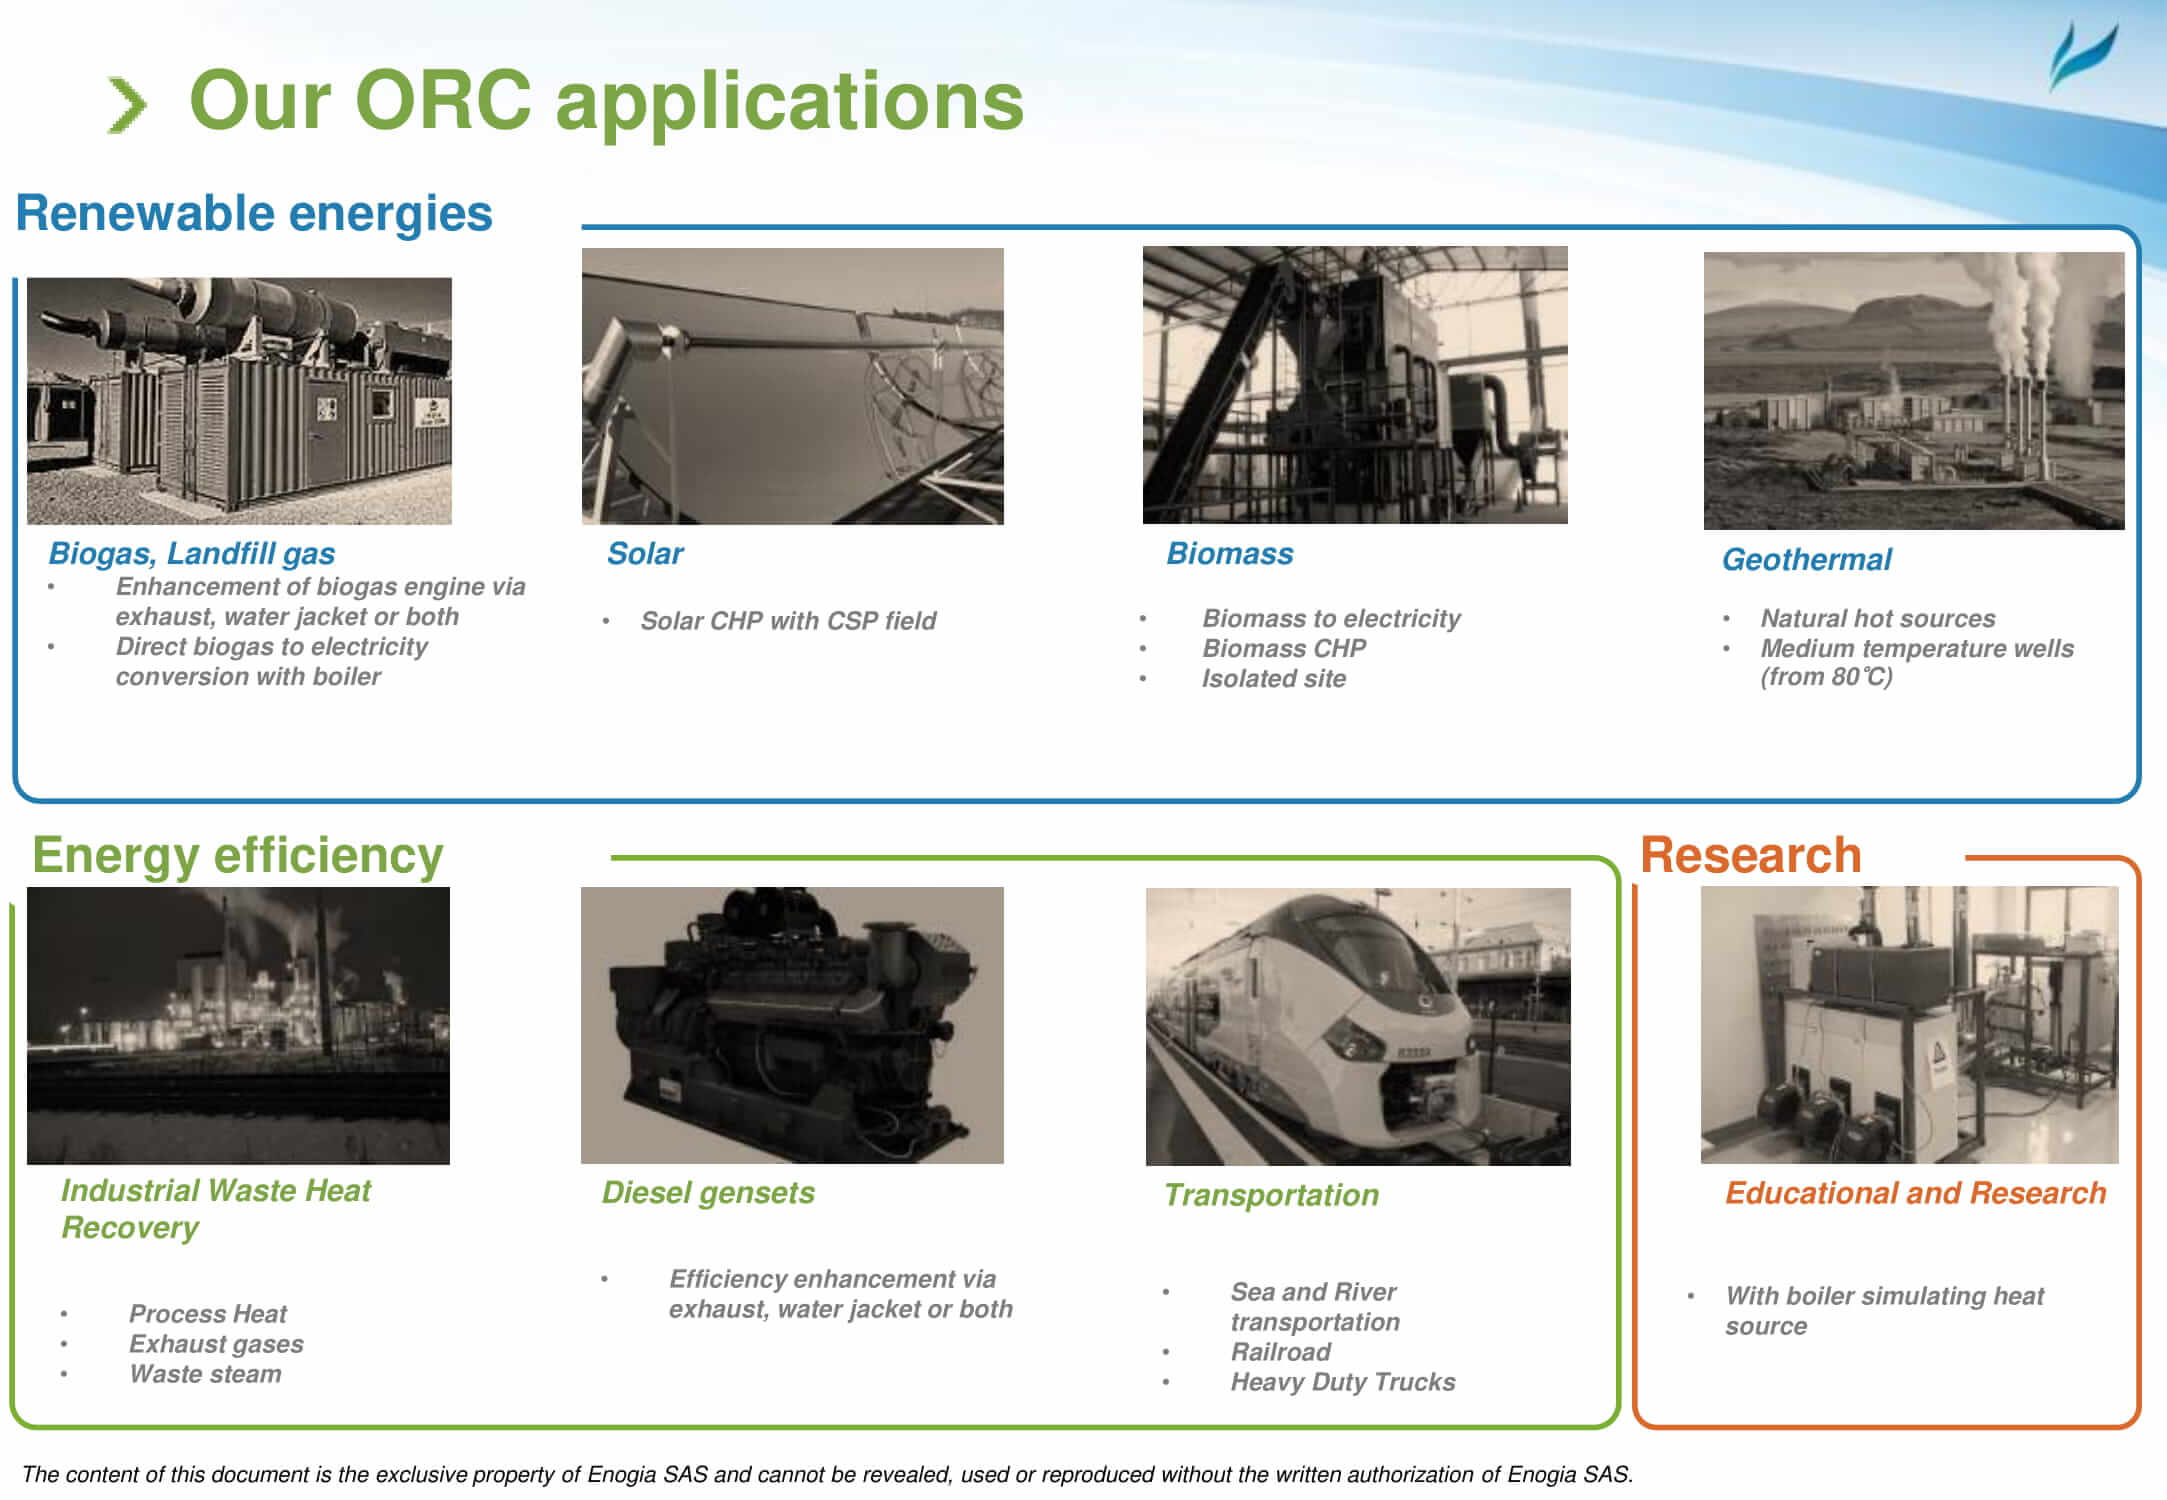 Our ORC applications
Renewable energies
Biogas, Landfill gas
• Enhancement of biogas engine via
exhaust, water jacket or both
• Direct biogas to electricity
conversion with boiler
Solar
• Solar CHP with CSP field
Biomass
• Biomass to electricity
• Biomass CHP
• Isolated site
Geothermal
• Natural hot sources
• Medium temperature wells
(from 80°C)
Energy efficiency
Industrial Waste Heat
Recovery
• Process Heat
• Exhaust gases
• Waste steam
Diesel gensets
• Efficiency enhancement via
exhaust, water jacket or both
Transportation
• Sea and River
transportation
• Railroad
• Heavy Duty Trucks
Research
Educational and Research
• With boiler simulating heat
source
The content of this document is the exclusive property of Enogia SAS and cannot be revealed, used or reproduced without the written authorization of Enogia SAS.